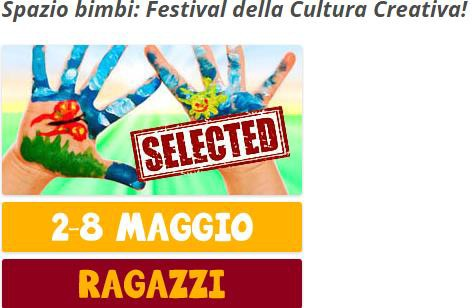 Spazio bimbi: Festival della Cultura Creativa!
SELECTED
2-8 MAGGIO
RAGAZZI